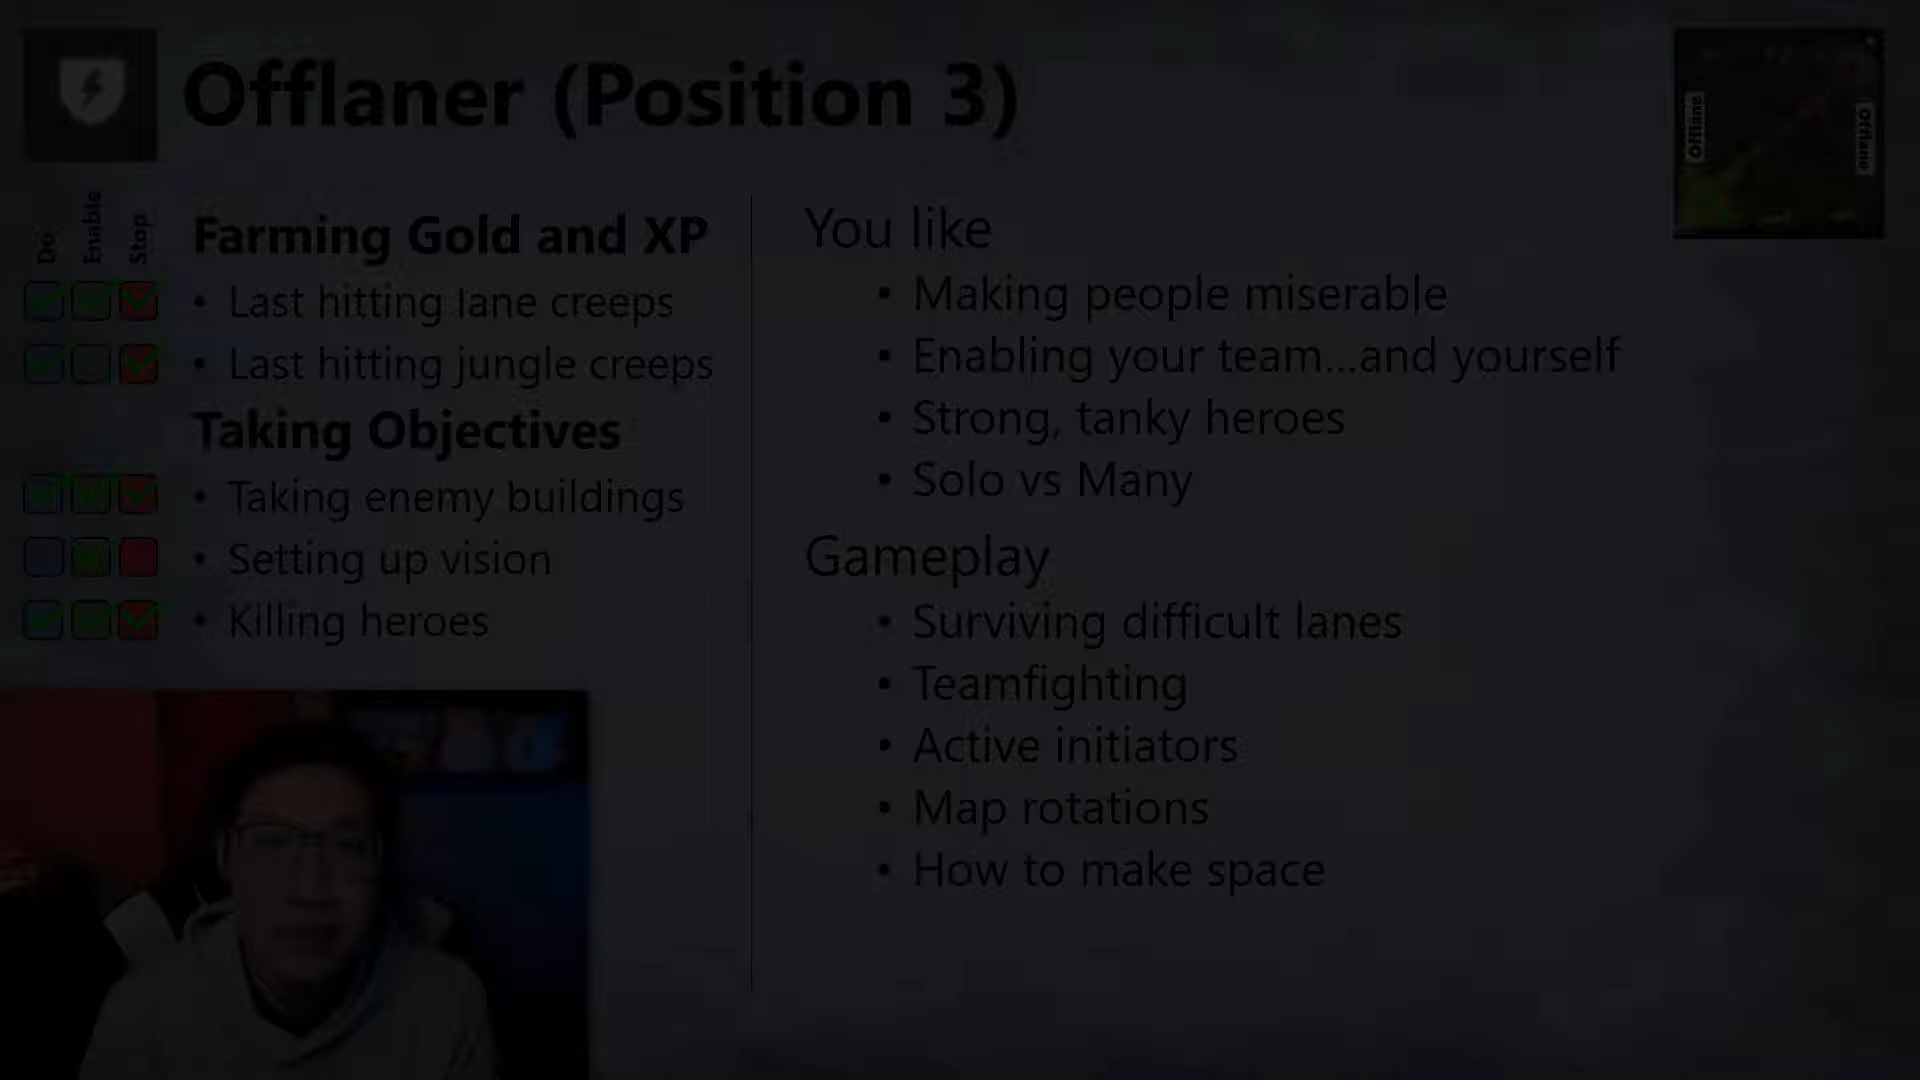 Offlaner (Position 3)
Offlane
Offlane
Do
Enable
Stop
Farming Gold and XP
• Last hitting lane creeps
• Last hitting jungle creeps
Taking Objectives
• Taking enemy buildings
• Setting up vision
• Killing heroes
You like
• Making people miserable
• Enabling your team...and yourself
• Strong, tanky heroes
• Solo vs Many
Gameplay
• Surviving difficult lanes
• Teamfighting
• Active initiators
• Map rotations
• How to make space